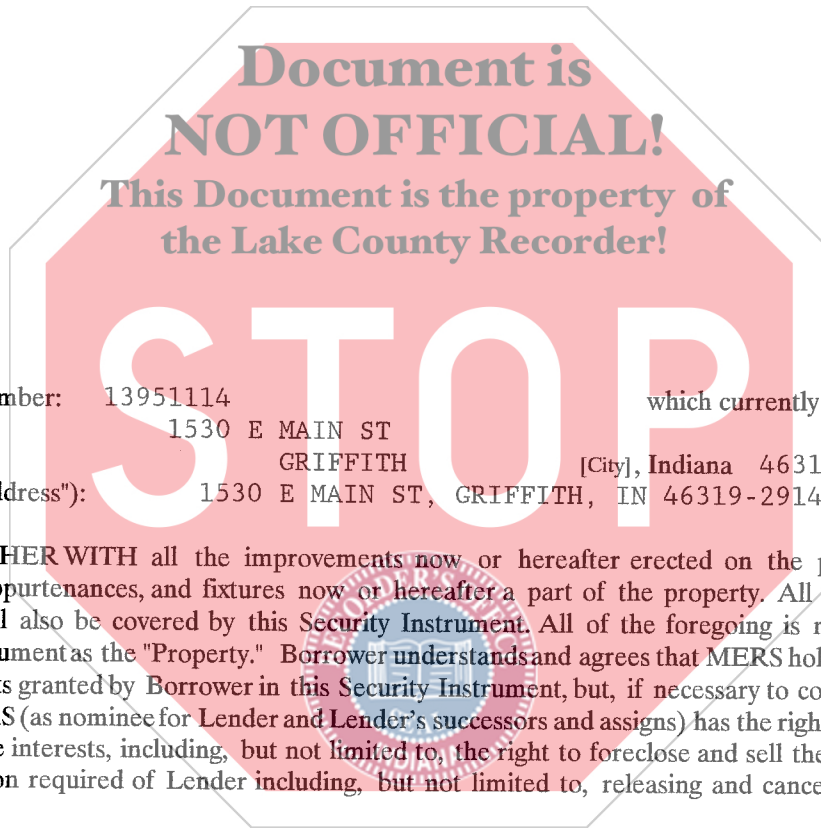 Document is
NOT OFFICIAL!
This Document is the property of
the Lake County Recorder!
STOP
mber: 13951114 which currently
1530 E MAIN ST
GRIFFITH [City], Indiana 4631
ddress"): 1530 E MAIN ST, GRIFFITH, IN 46319-2914
HER WITH all the improvements now or hereafter erected on the p
ppurtenances, and fixtures now or hereafter a part of the property. All
l also be covered by this Security Instrument. All of the foregoing is r
ument as the "Property." Borrower understands and agrees that MERS hol
ts granted by Borrower in this Security Instrument, but, if necessary to co
S (as nominee for Lender and Lender's successors and assigns) has the right
e interests, including, but not limited to, the right to foreclose and sell the
on required of Lender including, but not limited to, releasing and cance